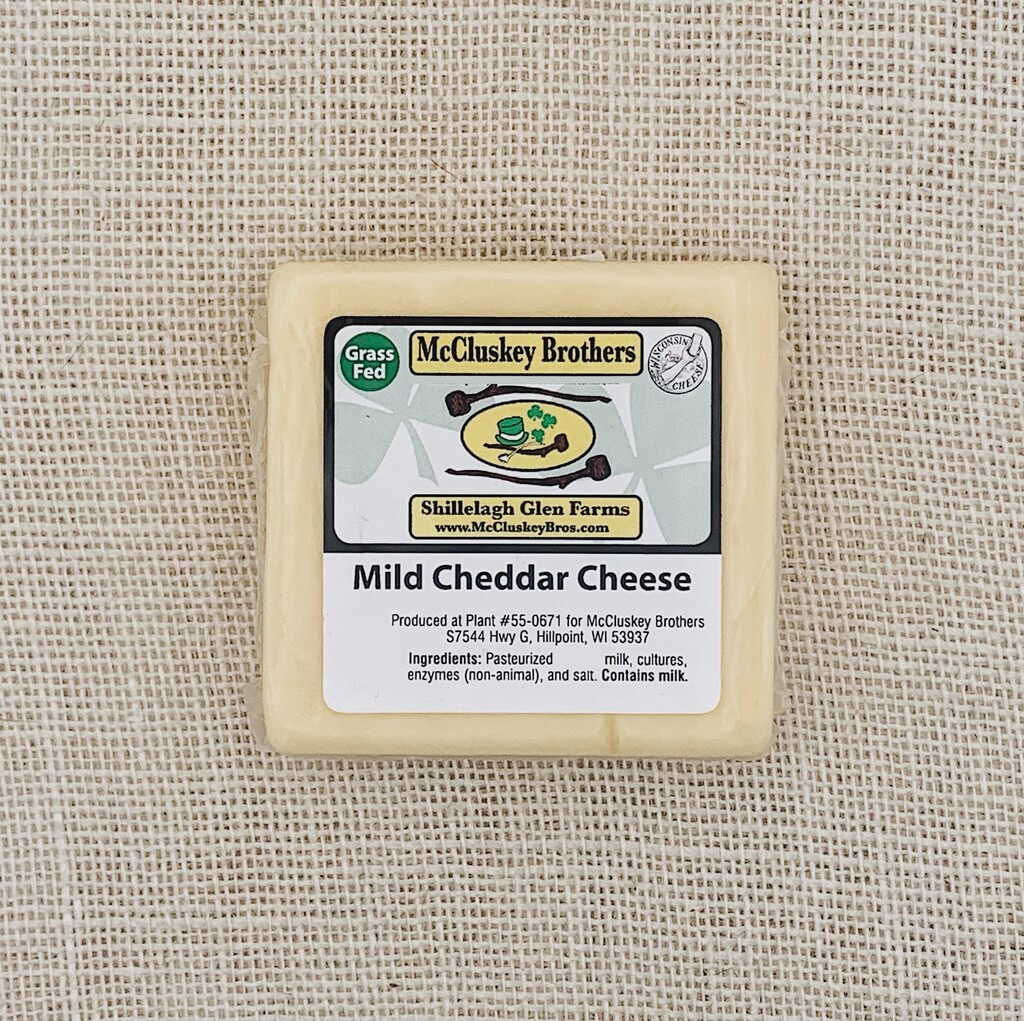 Grass
Fed
McCluskey Brothers
WISCONSIN
CHEESE
Shillelagh Glen Farms
www.McCluskeyBros.com
Mild Cheddar Cheese
Produced at Plant #55-0671 for McCluskey Brothers
S7544 Hwy G, Hillpoint, WI 53937
Ingredients: Pasteurized milk, cultures,
enzymes (non-animal), and salt. Contains milk.